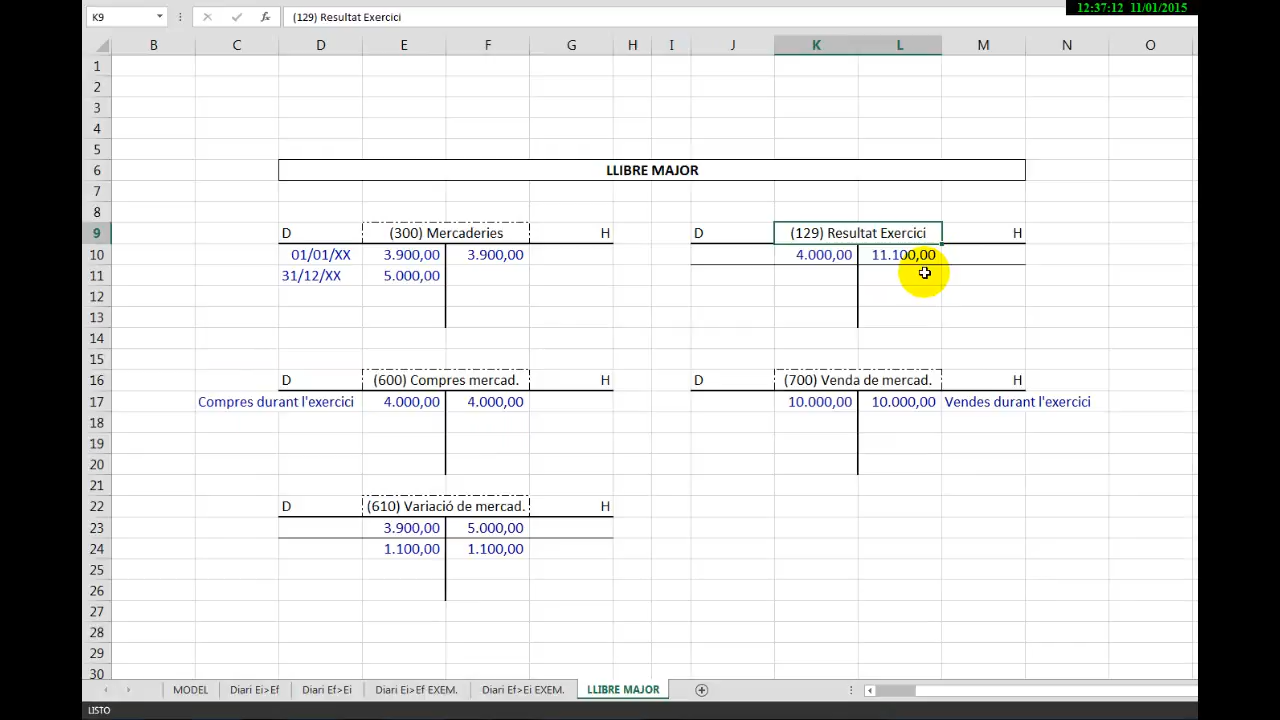 12:37:12 11/01/2015
K9 (129) Resultat Exercici
B C D E F G H I J K L M N O
1
2
3
4
5
6 LLIBRE MAJOR
7
8
9 D (300) Mercaderies H D (129) Resultat Exercici H
10 01/01/XX 3.900,00 3.900,00 4.000,00 11.100,00
11 31/12/XX 5.000,00
12
13
14
15
16 D (600) Compres mercad. H D (700) Venda de mercad. H
17 Compres durant l'exercici 4.000,00 4.000,00 10.000,00 10.000,00 Vendes durant l'exercici
18
19
20
21
22 D (610) Variació de mercad. H
23 3.900,00 5.000,00
24 1.100,00 1.100,00
25
26
27
28
29
30
MODEL Diari Ei>Ef Diari Ef>Ei Diari Ei>Ef EXEM. Diari Ef>Ei EXEM. LLIBRE MAJOR
LISTO